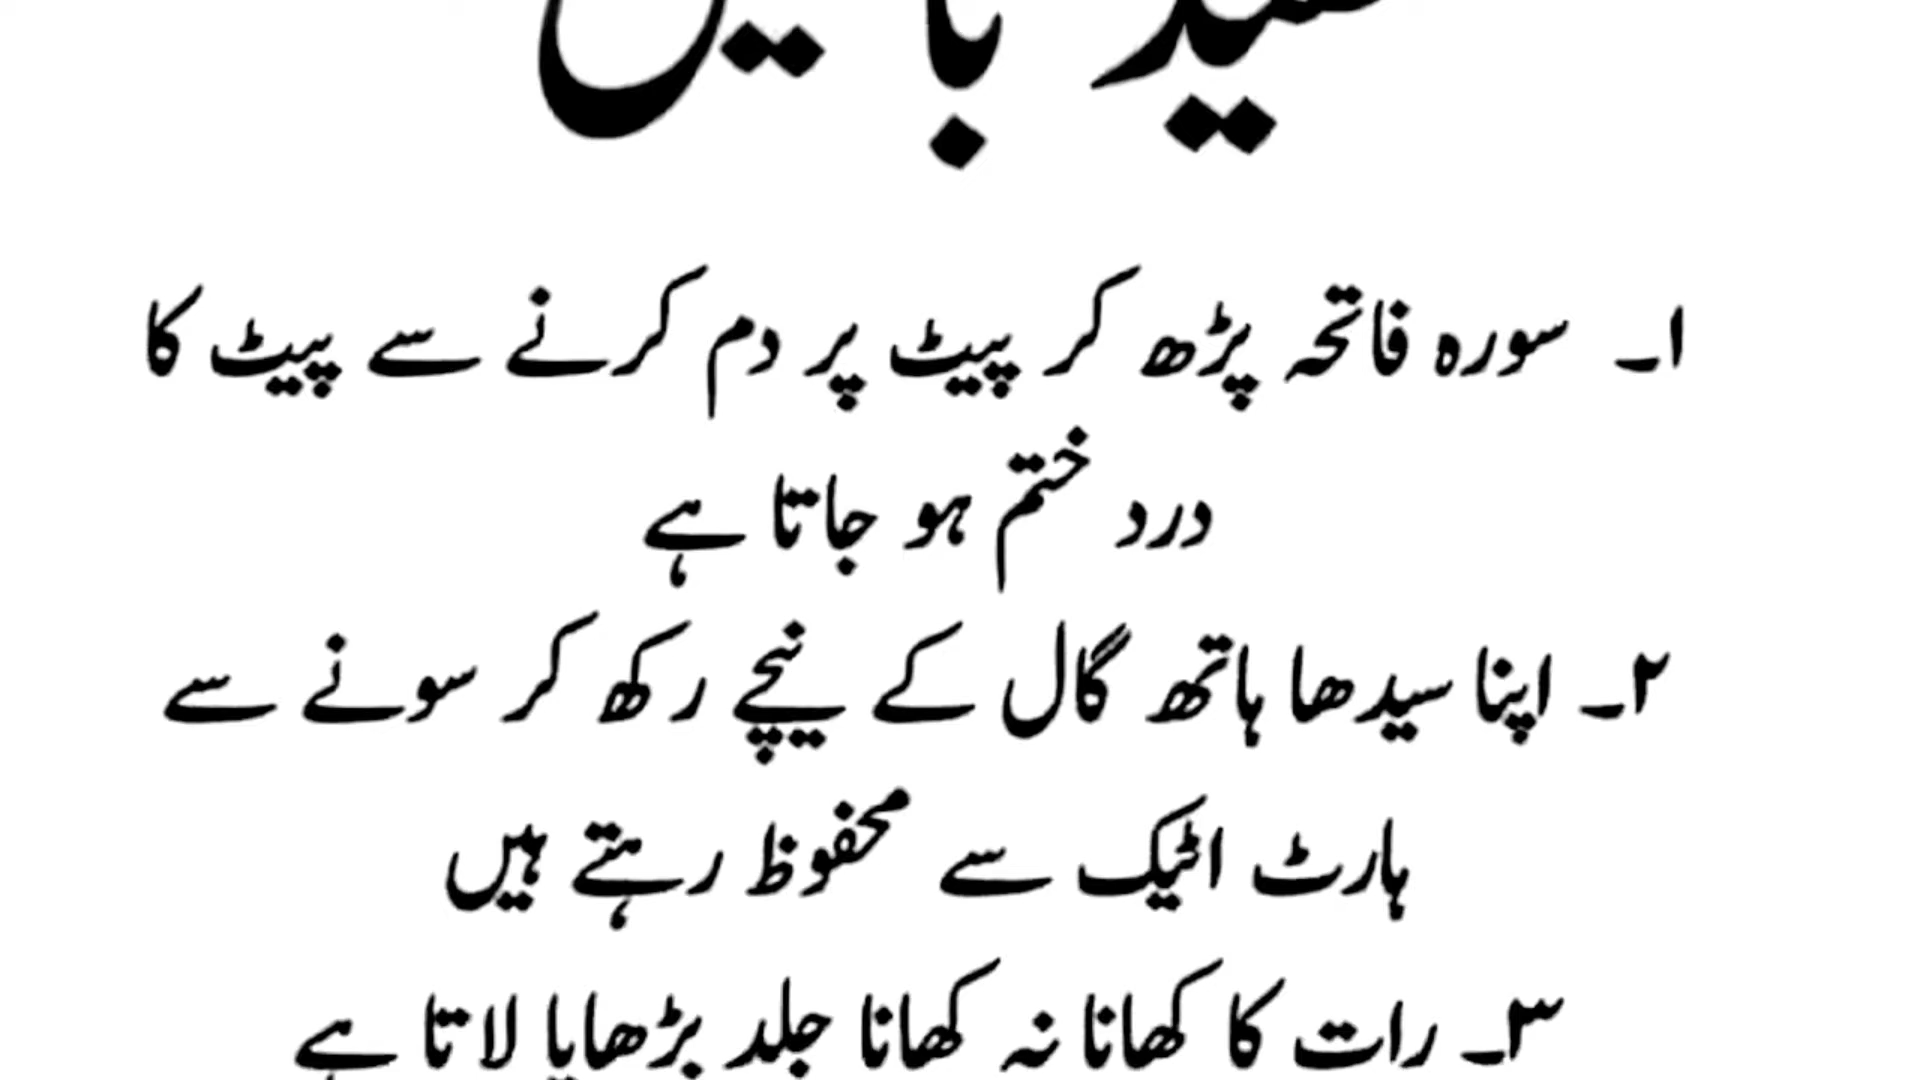 مفید باتیں
۱۔ سورہ فاتحہ پڑھ کر پیٹ پر دم کرنے سے پیٹ کا
درد ختم ہو جاتا ہے
۲۔ اپنا سیدھا ہاتھ گال کے نیچے رکھ کر سونے سے
ہارٹ اٹیک سے محفوظ رہتے ہیں
۳۔ رات کا کھانا نہ کھانا جلد بڑھاپا لاتا ہے